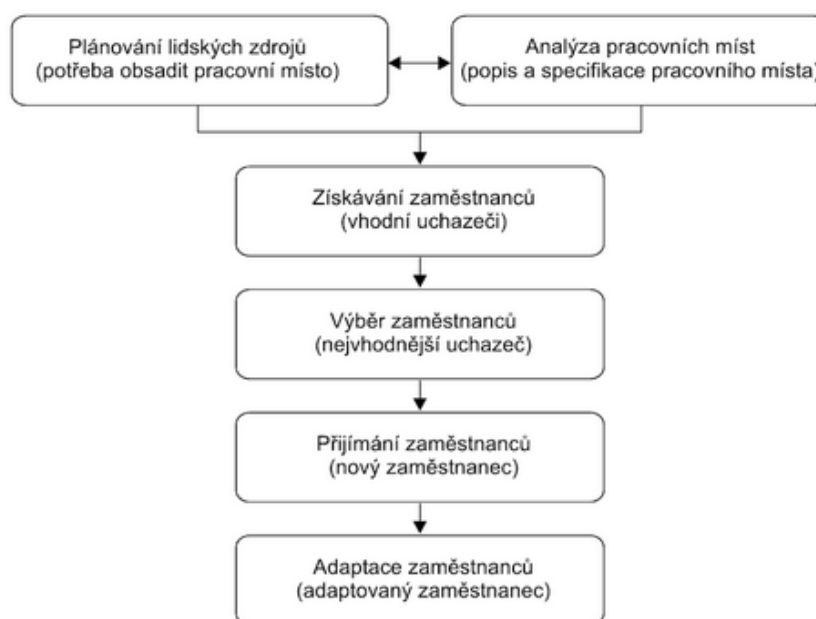 Plánování lidských zdrojů
(potřeba obsadit pracovní místo)
Analýza pracovních míst
(popis a specifikace pracovního místa)
Získávání zaměstnanců
(vhodní uchazeči)
Výběr zaměstnanců
(nejvhodnější uchazeč)
Přijímání zaměstnanců
(nový zaměstnanec)
Adaptace zaměstnanců
(adaptovaný zaměstnanec)